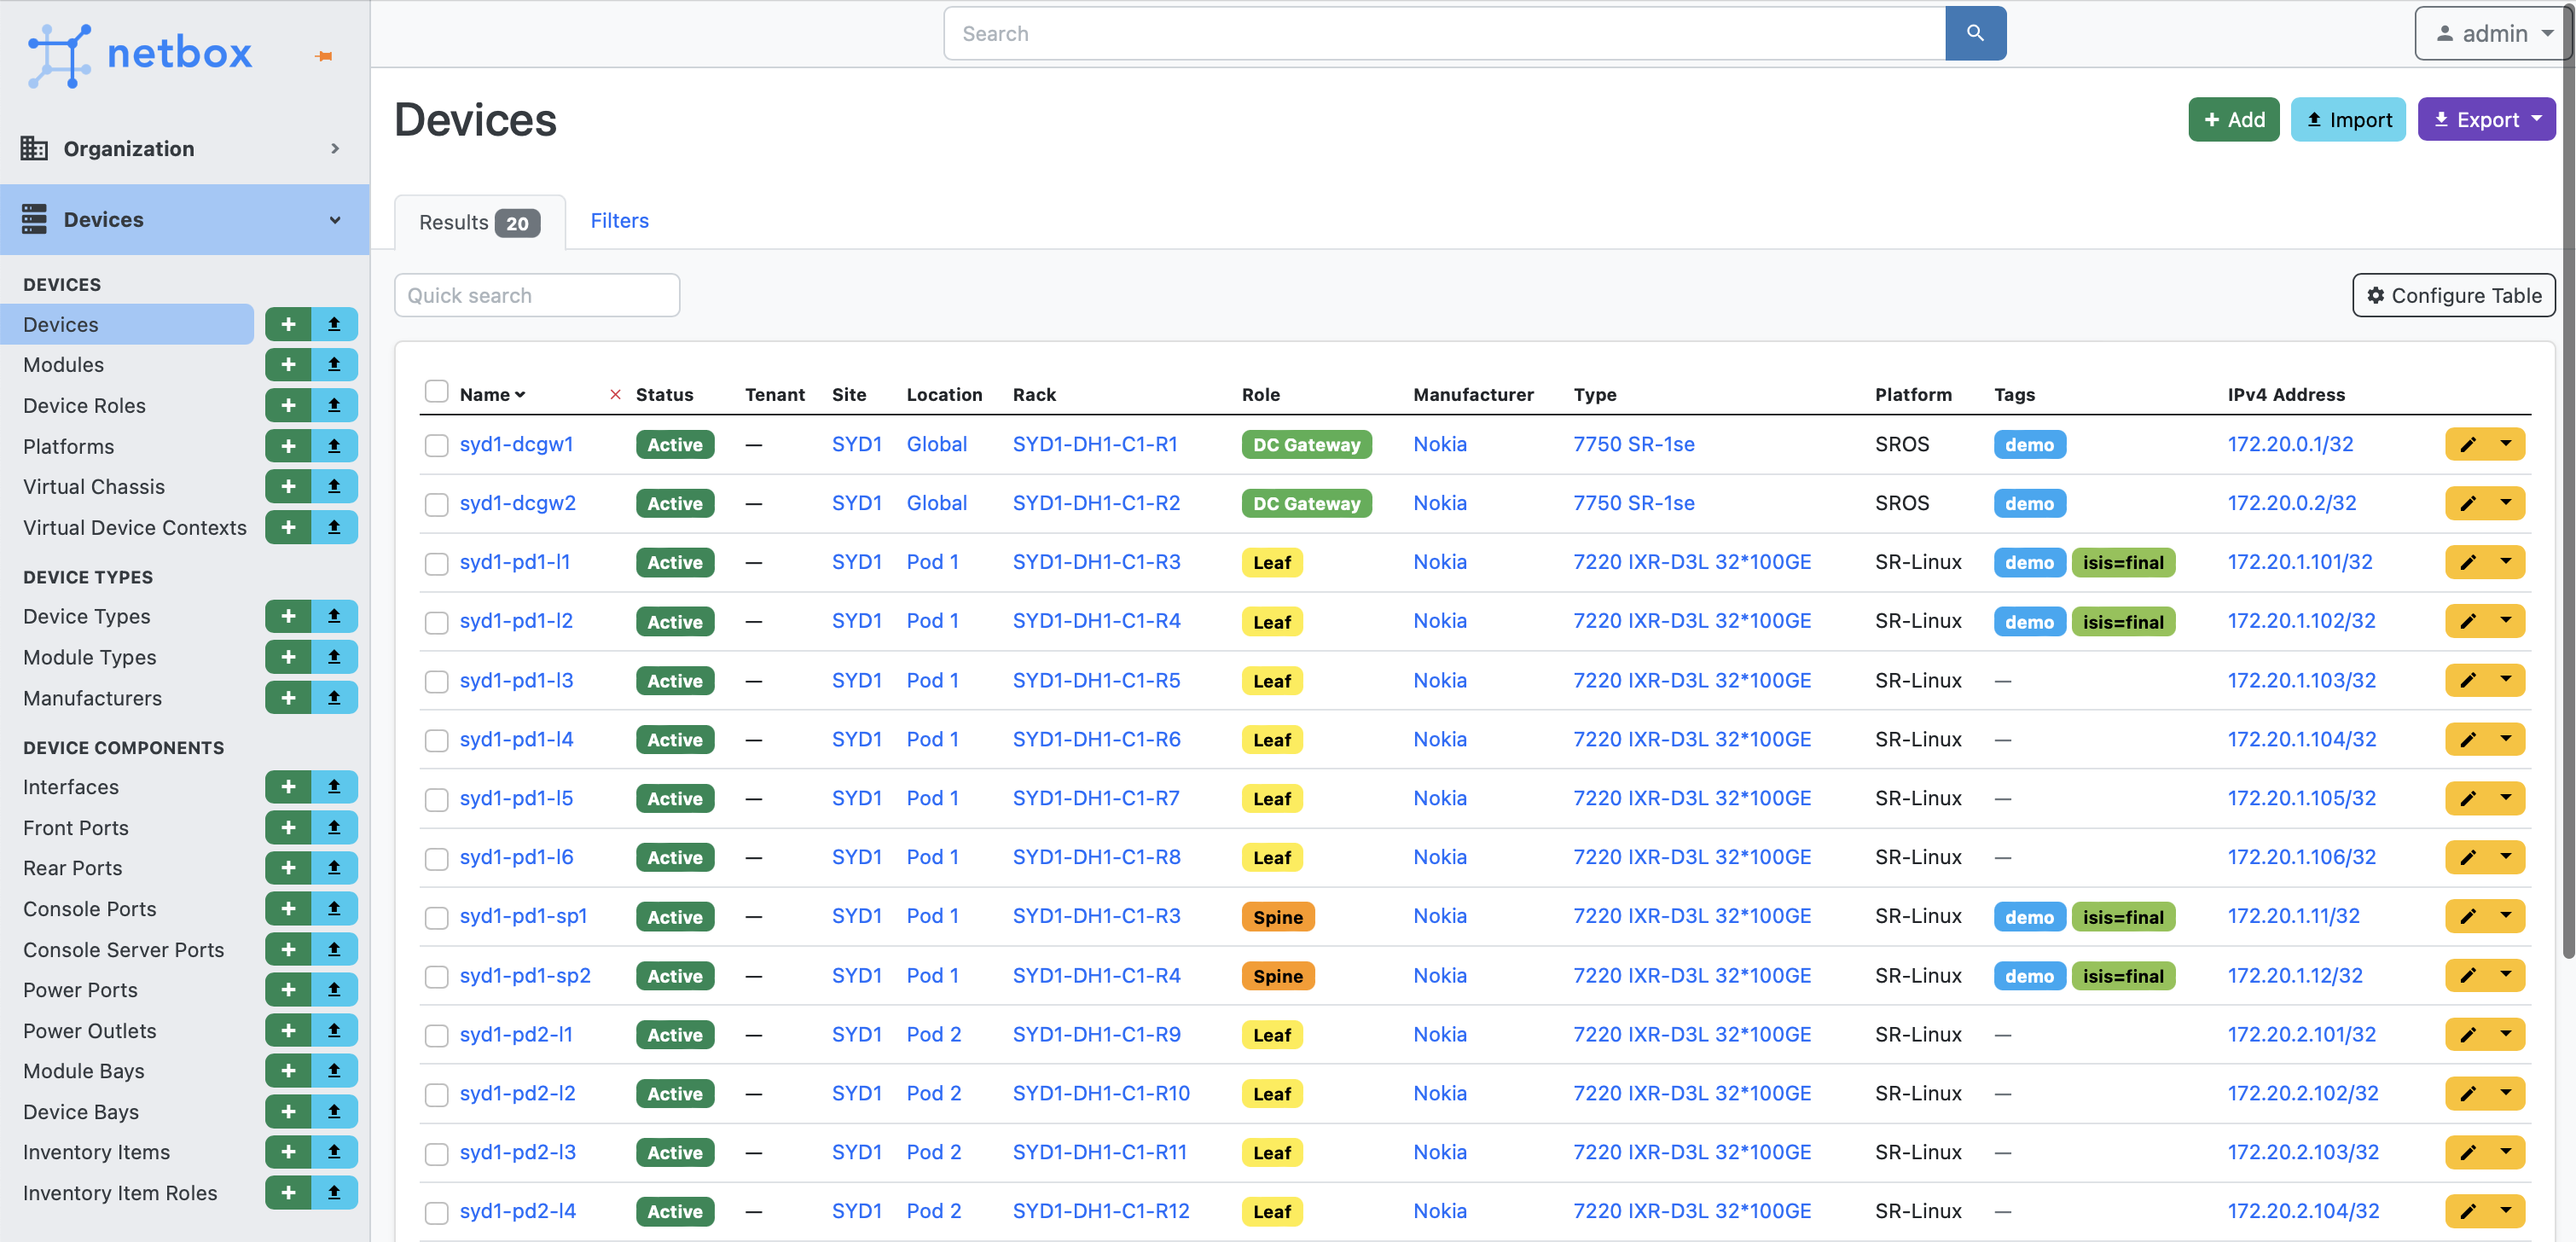 netbox
Search
admin
Organization
Devices
DEVICES
Devices
Modules
Device Roles
Platforms
Virtual Chassis
Virtual Device Contexts
DEVICE TYPES
Device Types
Module Types
Manufacturers
DEVICE COMPONENTS
Interfaces
Front Ports
Rear Ports
Console Ports
Console Server Ports
Power Ports
Power Outlets
Module Bays
Device Bays
Inventory Items
Inventory Item Roles
Devices
+ Add Import Export
Results 20 Filters
Quick search
Configure Table
Name Status Tenant Site Location Rack Role Manufacturer Type Platform Tags IPv4 Address
syd1-dcgw1 Active — SYD1 Global SYD1-DH1-C1-R1 DC Gateway Nokia 7750 SR-1se SROS demo 172.20.0.1/32
syd1-dcgw2 Active — SYD1 Global SYD1-DH1-C1-R2 DC Gateway Nokia 7750 SR-1se SROS demo 172.20.0.2/32
syd1-pd1-l1 Active — SYD1 Pod 1 SYD1-DH1-C1-R3 Leaf Nokia 7220 IXR-D3L 32*100GE SR-Linux demo isis=final 172.20.1.101/32
syd1-pd1-l2 Active — SYD1 Pod 1 SYD1-DH1-C1-R4 Leaf Nokia 7220 IXR-D3L 32*100GE SR-Linux demo isis=final 172.20.1.102/32
syd1-pd1-l3 Active — SYD1 Pod 1 SYD1-DH1-C1-R5 Leaf Nokia 7220 IXR-D3L 32*100GE SR-Linux — 172.20.1.103/32
syd1-pd1-l4 Active — SYD1 Pod 1 SYD1-DH1-C1-R6 Leaf Nokia 7220 IXR-D3L 32*100GE SR-Linux — 172.20.1.104/32
syd1-pd1-l5 Active — SYD1 Pod 1 SYD1-DH1-C1-R7 Leaf Nokia 7220 IXR-D3L 32*100GE SR-Linux — 172.20.1.105/32
syd1-pd1-l6 Active — SYD1 Pod 1 SYD1-DH1-C1-R8 Leaf Nokia 7220 IXR-D3L 32*100GE SR-Linux — 172.20.1.106/32
syd1-pd1-sp1 Active — SYD1 Pod 1 SYD1-DH1-C1-R3 Spine Nokia 7220 IXR-D3L 32*100GE SR-Linux demo isis=final 172.20.1.11/32
syd1-pd1-sp2 Active — SYD1 Pod 1 SYD1-DH1-C1-R4 Spine Nokia 7220 IXR-D3L 32*100GE SR-Linux demo isis=final 172.20.1.12/32
syd1-pd2-l1 Active — SYD1 Pod 2 SYD1-DH1-C1-R9 Leaf Nokia 7220 IXR-D3L 32*100GE SR-Linux — 172.20.2.101/32
syd1-pd2-l2 Active — SYD1 Pod 2 SYD1-DH1-C1-R10 Leaf Nokia 7220 IXR-D3L 32*100GE SR-Linux — 172.20.2.102/32
syd1-pd2-l3 Active — SYD1 Pod 2 SYD1-DH1-C1-R11 Leaf Nokia 7220 IXR-D3L 32*100GE SR-Linux — 172.20.2.103/32
syd1-pd2-l4 Active — SYD1 Pod 2 SYD1-DH1-C1-R12 Leaf Nokia 7220 IXR-D3L 32*100GE SR-Linux — 172.20.2.104/32